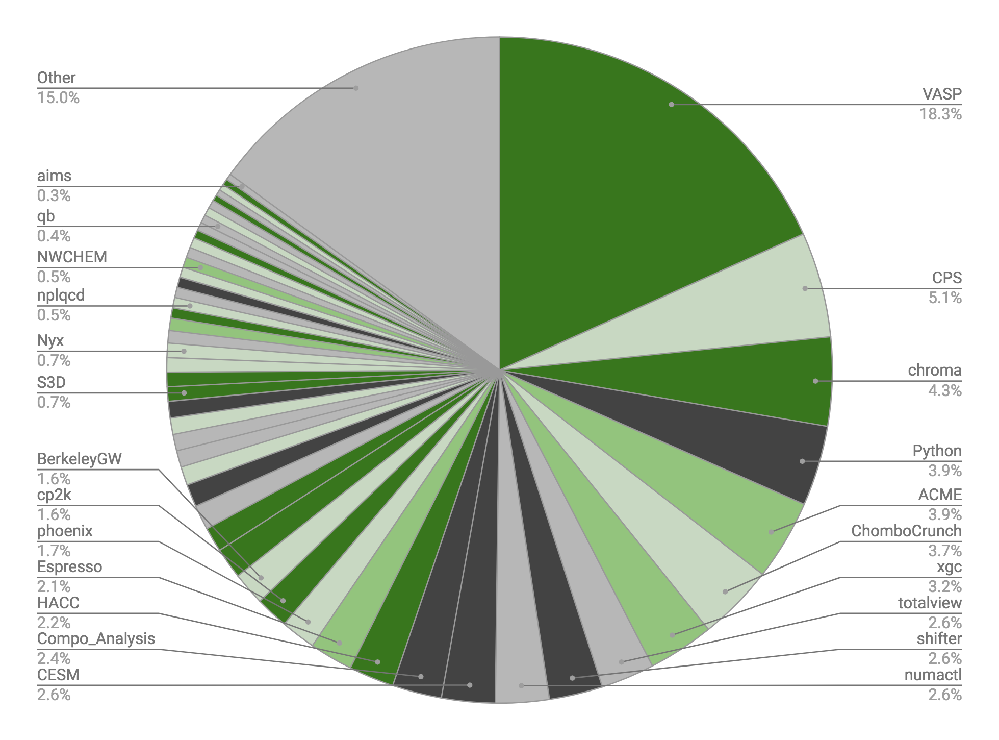 Other
15.0%
aims
0.3%
qb
0.4%
NWCHEM
0.5%
nplqcd
0.5%
Nyx
0.7%
S3D
0.7%
BerkeleyGW
1.6%
cp2k
1.6%
phoenix
1.7%
Espresso
2.1%
HACC
2.2%
Compo_Analysis
2.4%
CESM
2.6%
VASP
18.3%
CPS
5.1%
chroma
4.3%
Python
3.9%
ACME
3.9%
ChomboCrunch
3.7%
xgc
3.2%
totalview
2.6%
shifter
2.6%
numactl
2.6%